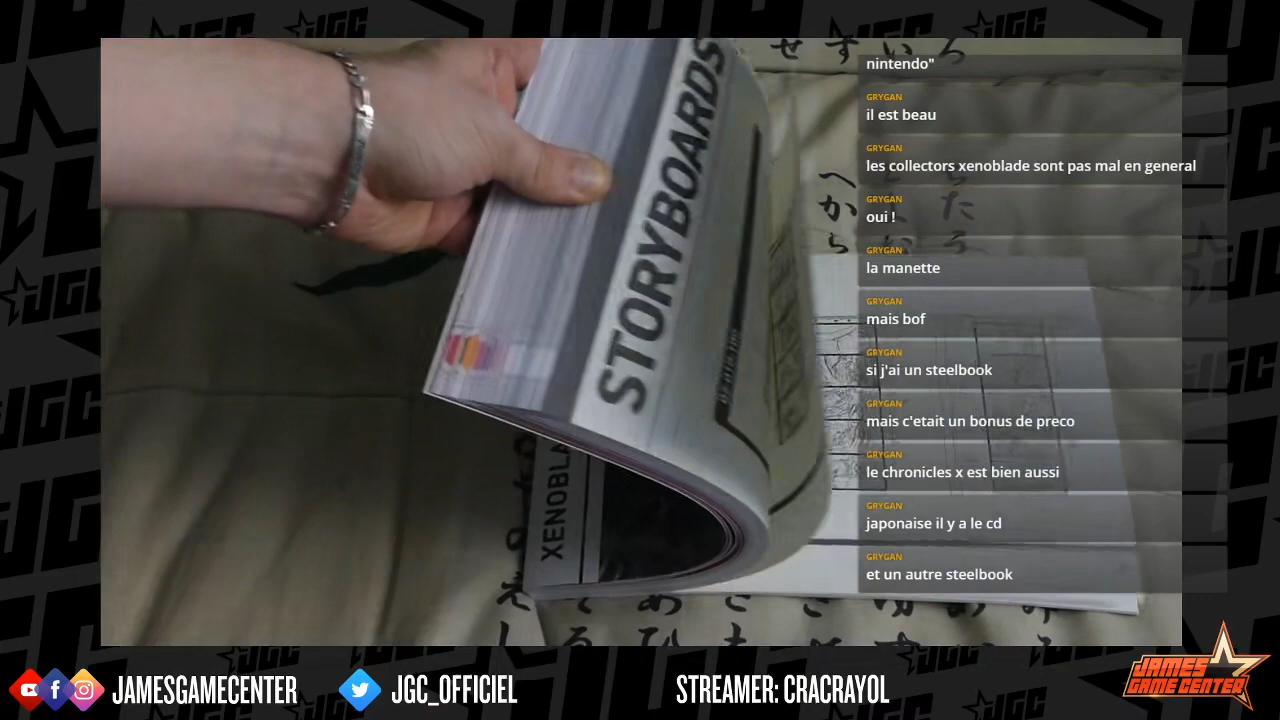 STORYBOARDS
XENOBLA
nintendo"
GRYGAN
il est beau
GRYGAN
les collectors xenoblade sont pas mal en general
GRYGAN
oui !
GRYGAN
la manette
GRYGAN
mais bof
GRYGAN
si j'ai un steelbook
GRYGAN
mais c'etait un bonus de preco
GRYGAN
le chronicles x est bien aussi
GRYGAN
japonaise il y a le cd
GRYGAN
et un autre steelbook
JAMESGAMECENTER
JGC_OFFICIEL
STREAMER: CRACRAYOL
JAMES
GAME CENTER